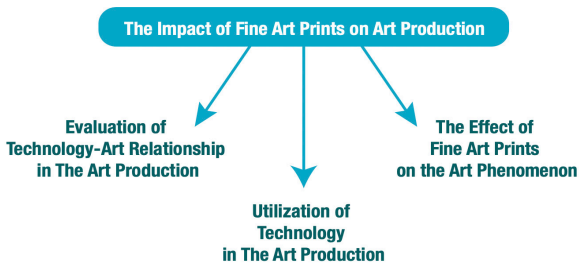 The Impact of Fine Art Prints on Art Production
Evaluation of
Technology-Art Relationship
in The Art Production
Utilization of
Technology
in The Art Production
The Effect of
Fine Art Prints
on the Art Phenomenon